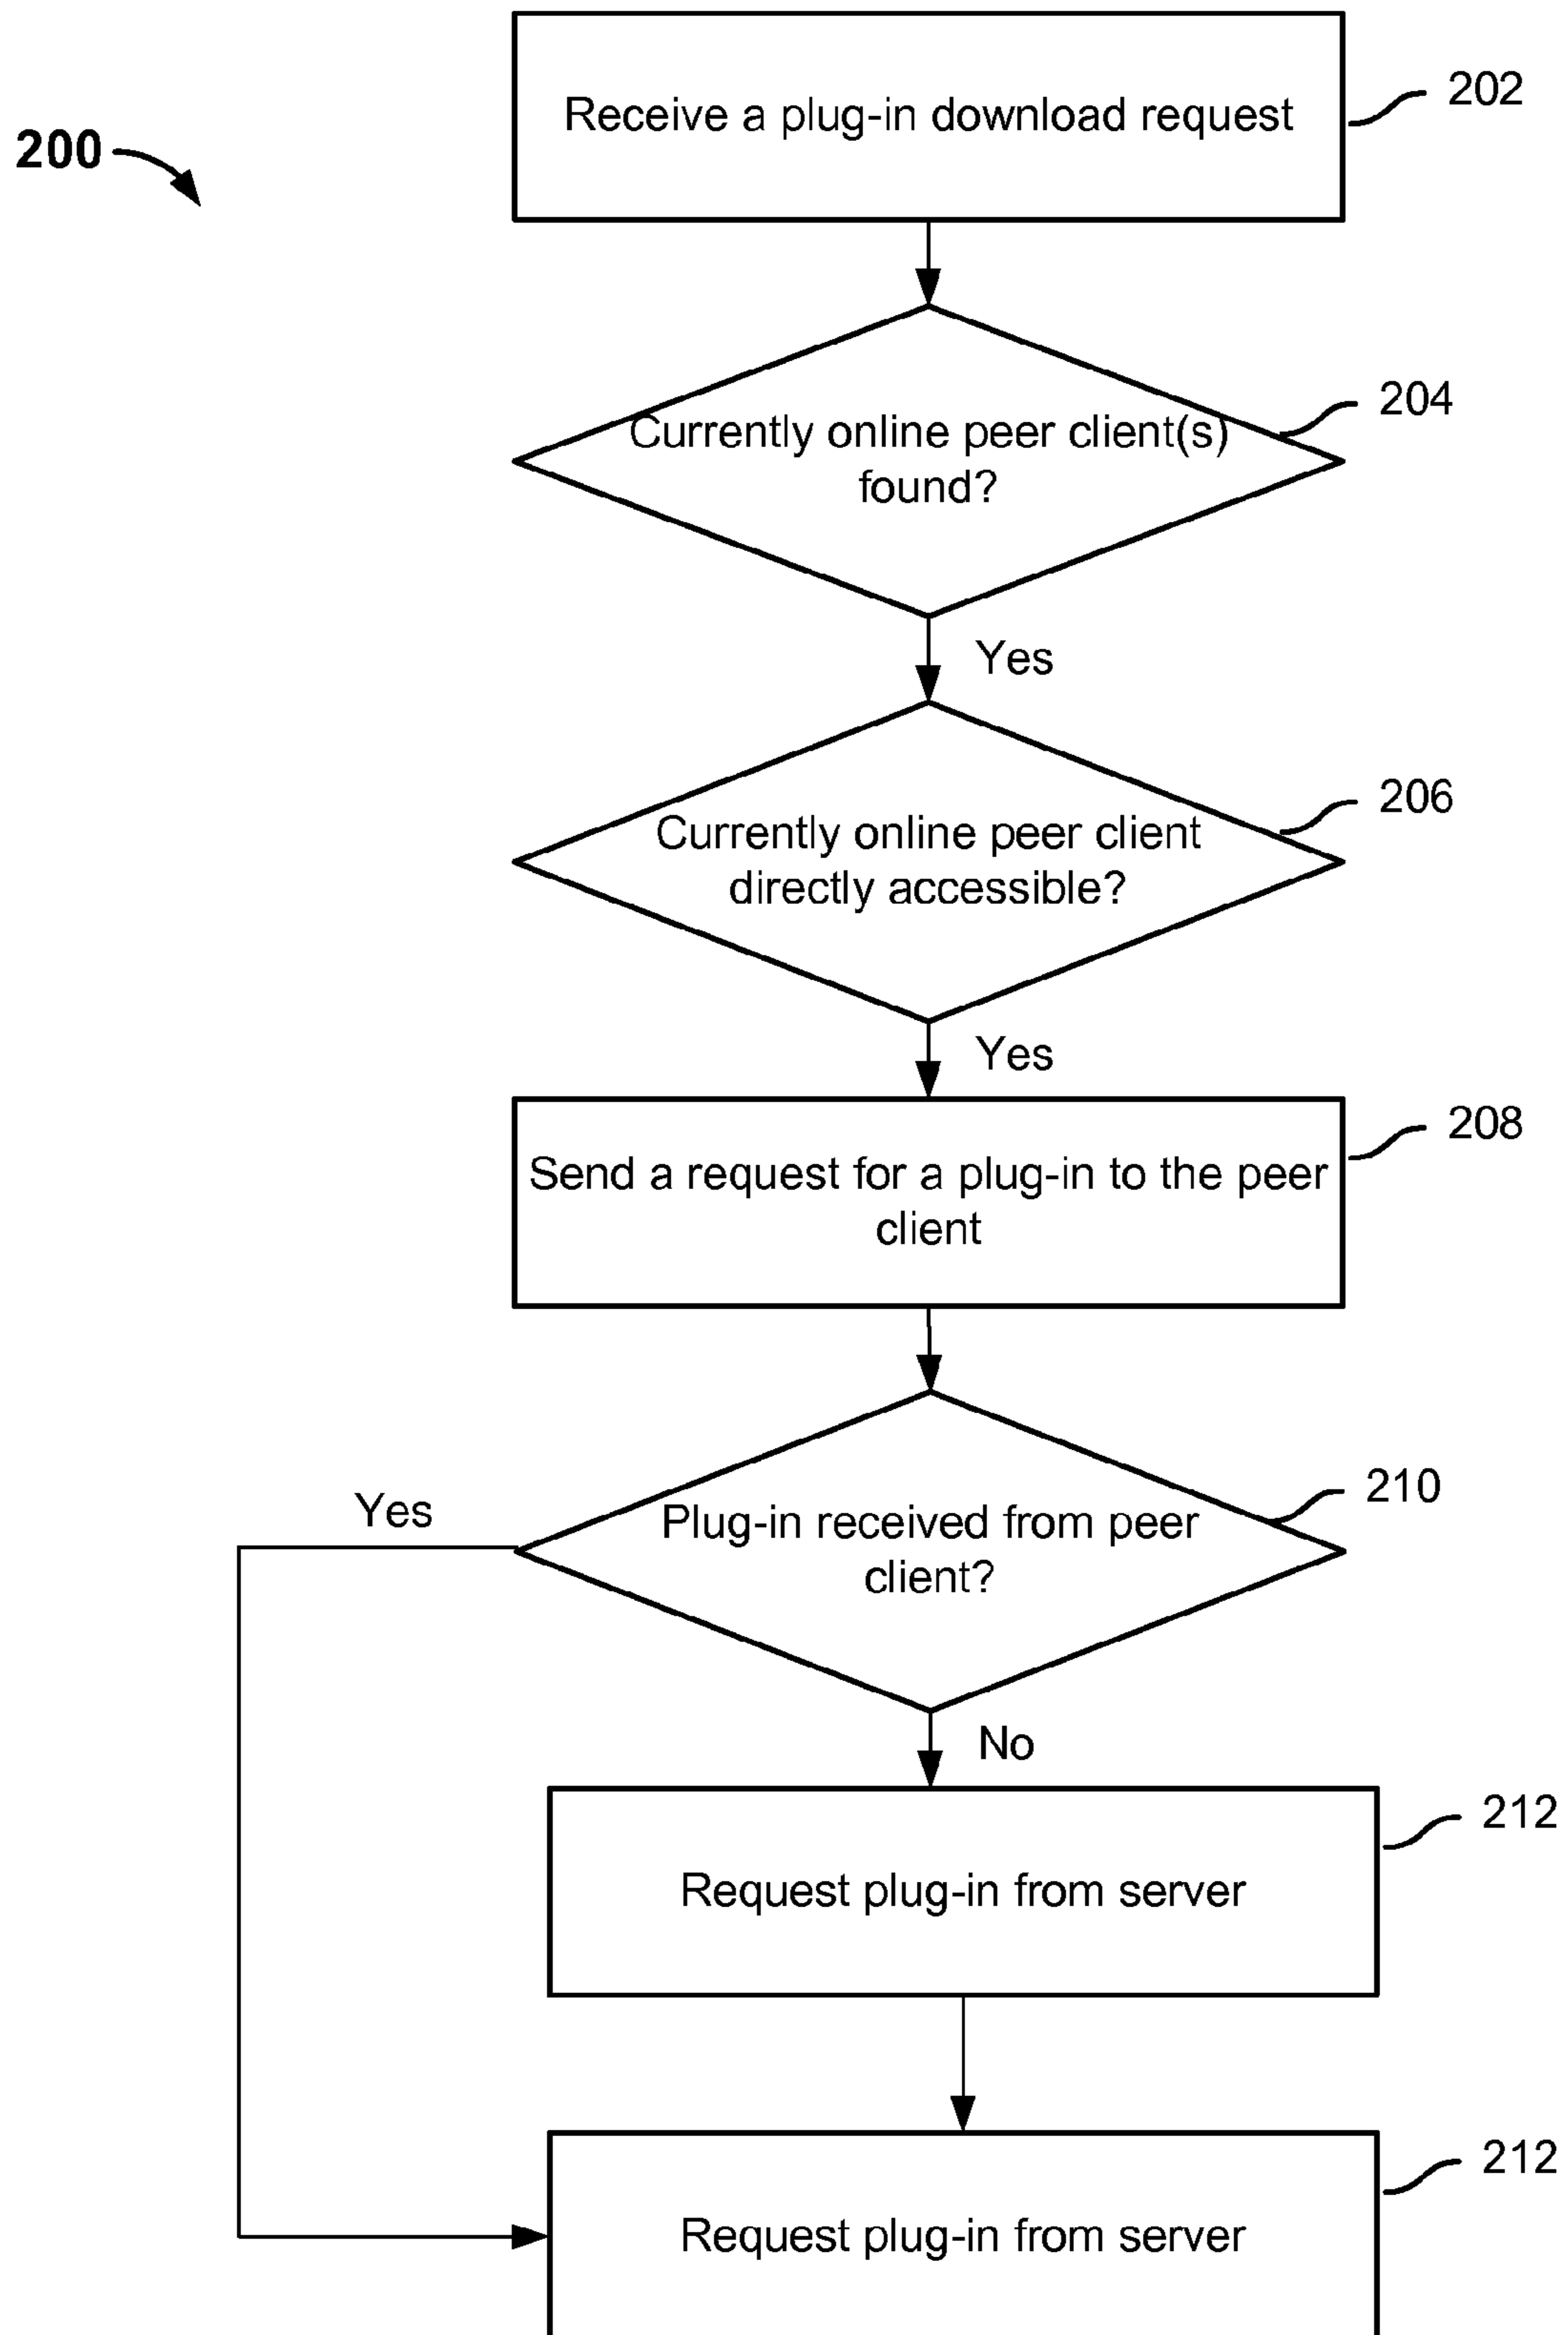 200
Receive a plug-in download request
202
Currently online peer client(s)
found?
204
Yes
Currently online peer client
directly accessible?
206
Yes
Send a request for a plug-in to the peer
client
208
Plug-in received from peer
client?
210
Yes
No
Request plug-in from server
212
Request plug-in from server
212